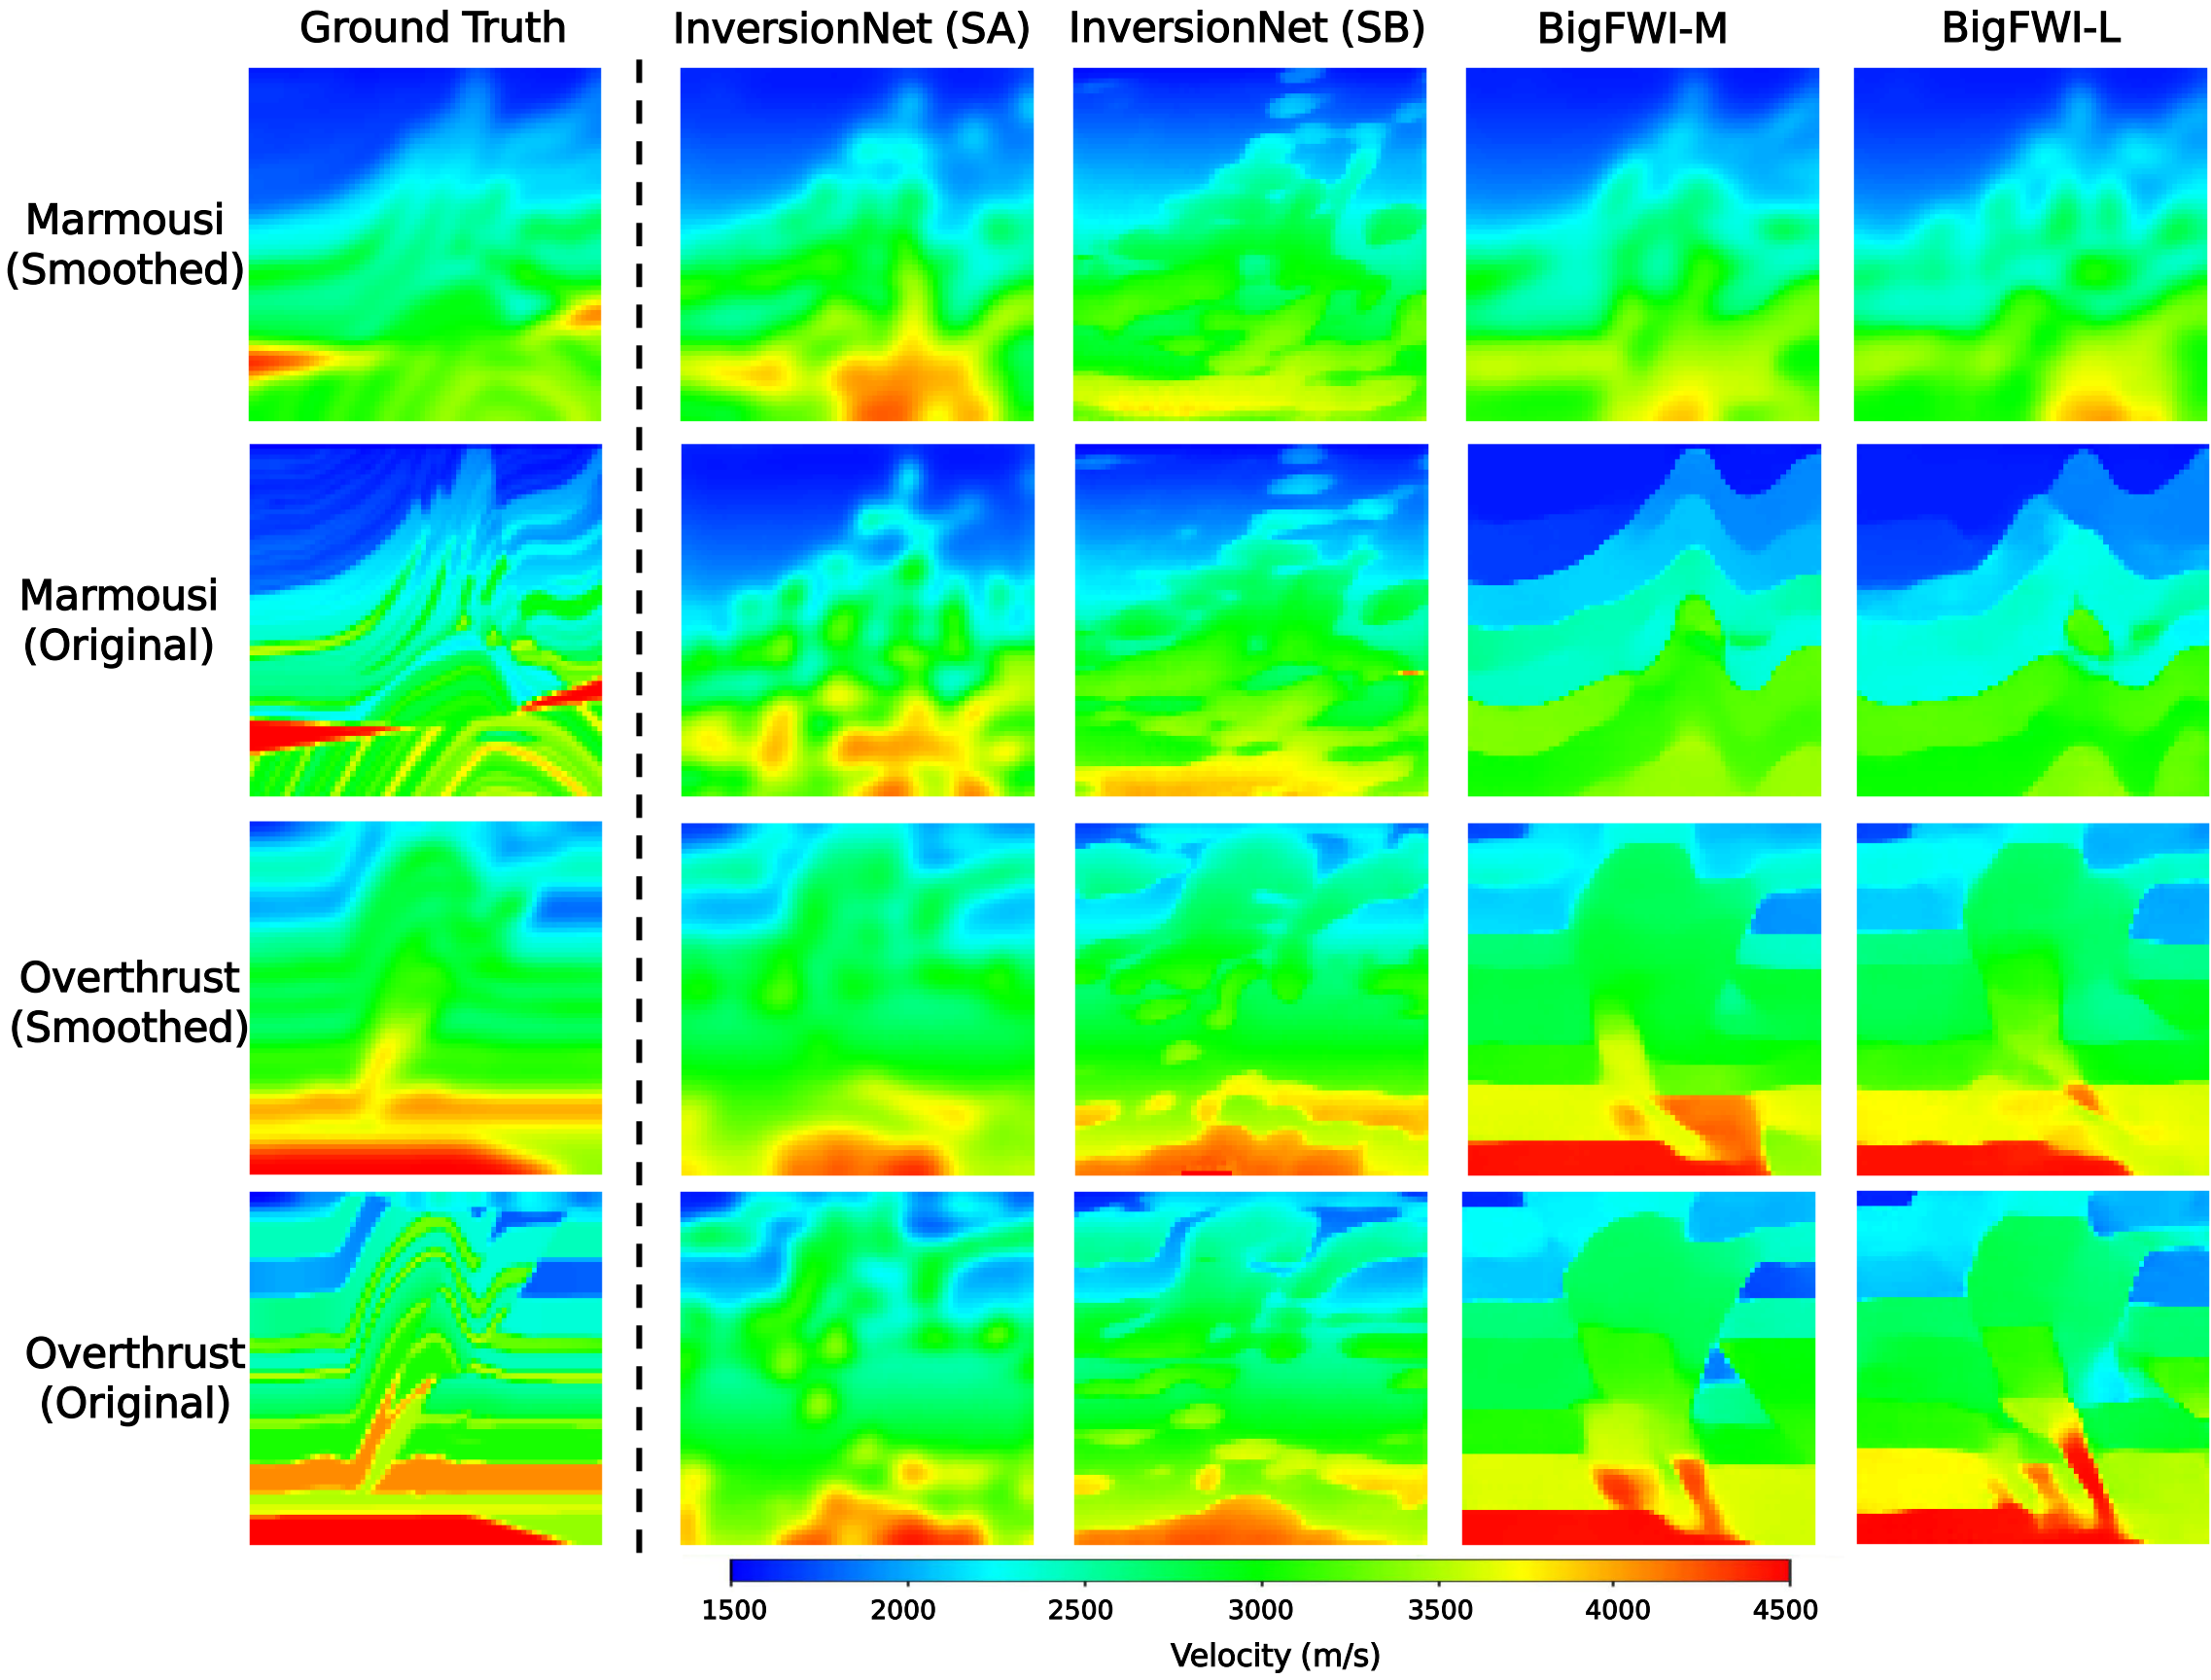 Ground Truth InversionNet (SA) InversionNet (SB) BigFWI-M BigFWI-L
Marmousi
(Smoothed)
Marmousi
(Original)
Overthrust
(Smoothed)
Overthrust
(Original)
1500 2000 2500 3000 3500 4000 4500
Velocity (m/s)